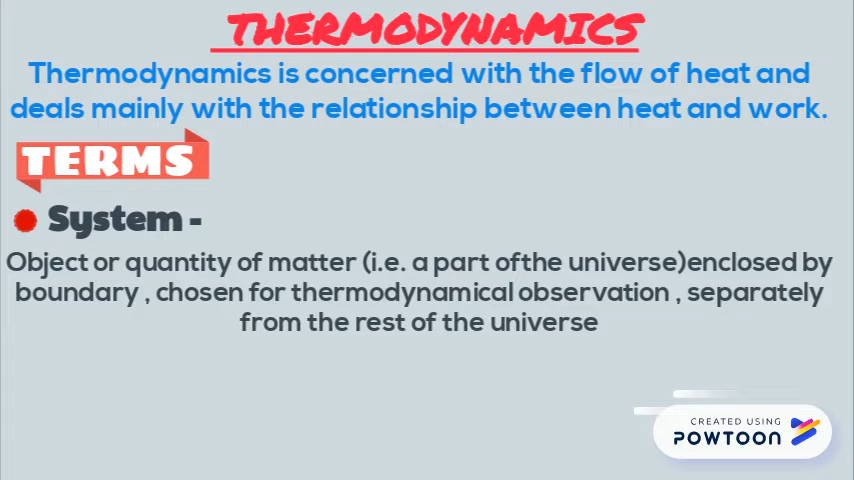 THERMODYNAMICS
Thermodynamics is concerned with the flow of heat and
deals mainly with the relationship between heat and work.
TERMS
System -
Object or quantity of matter (i.e. a part ofthe universe)enclosed by
boundary , chosen for thermodynamical observation , separately
from the rest of the universe
CREATED USING
POWTOON